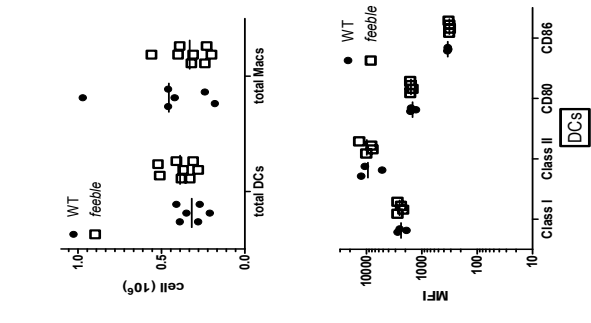 WT
feeble
cell (10⁶)
1.0
0.5
0.0
total DCs
total Macs
WT
feeble
MFI
10000
1000
100
10
Class I
Class II
CD80
CD86
DCs